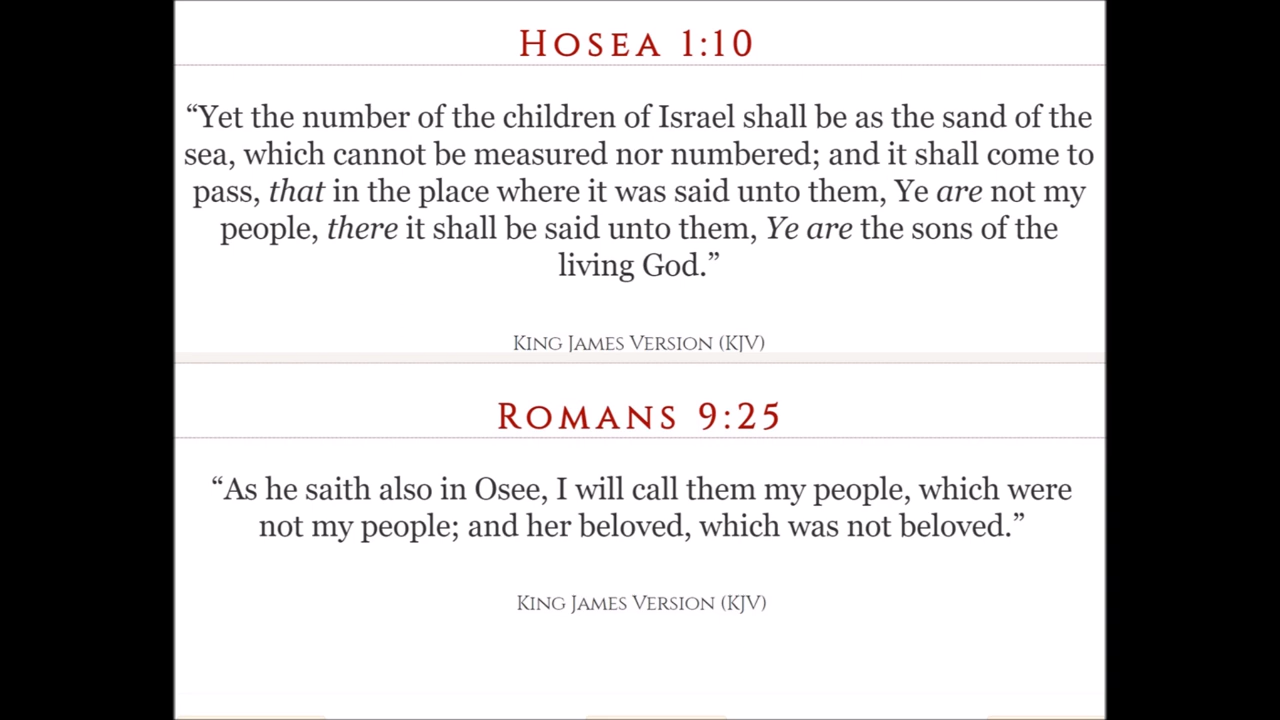 Hosea 1:10
“Yet the number of the children of Israel shall be as the sand of the
sea, which cannot be measured nor numbered; and it shall come to
pass, that in the place where it was said unto them, Ye are not my
people, there it shall be said unto them, Ye are the sons of the
living God.”
King James Version (KJV)
Romans 9:25
“As he saith also in Osee, I will call them my people, which were
not my people; and her beloved, which was not beloved.”
King James Version (KJV)